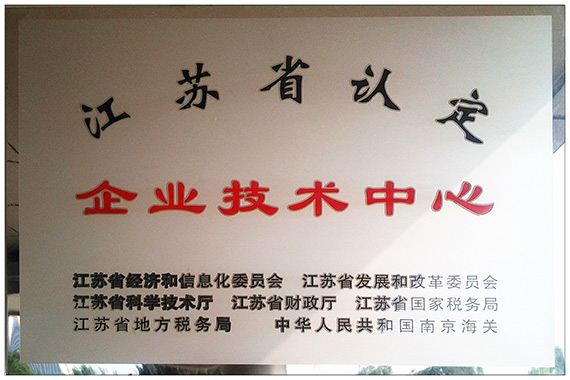 江苏省认定
企业技术中心
江苏省经济和信息化委员会 江苏省发展和改革委员会
江苏省科学技术厅 江苏省财政厅 江苏省国家税务局
江苏省地方税务局 中华人民共和国南京海关